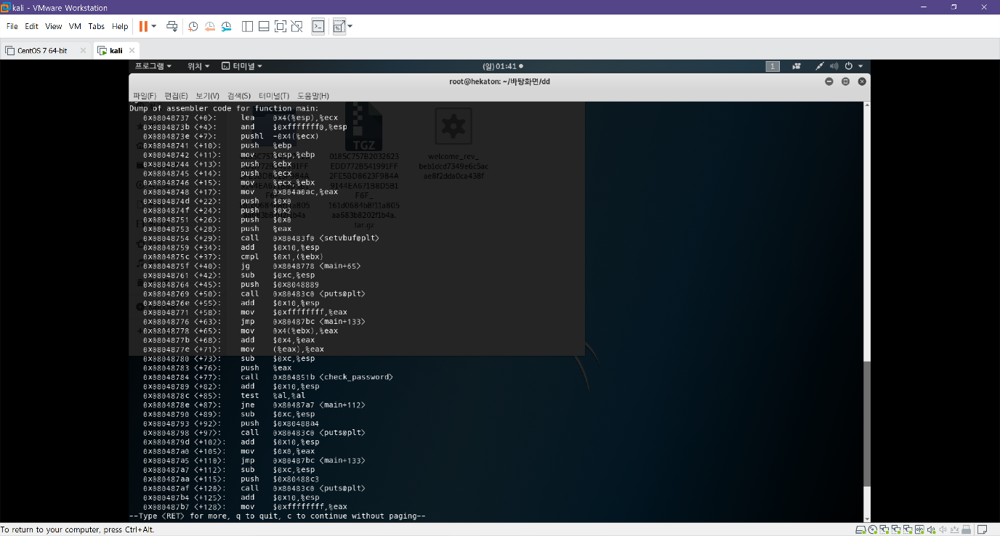 kali - VMware Workstation
File Edit View VM Tabs Help
CentOS 7 64-bit kali
프로그램 위치 터미널 (일) 01:41 1
root@hekaton: ~/바탕화면/dd
파일(F) 편집(E) 보기(V) 검색(S) 터미널(T) 도움말(H)
Dump of assembler code for function main:
0x08048737 <+0>: lea 0x4(%esp),%ecx
0x0804873b <+4>: and $0xfffffff0,%esp
0x0804873e <+7>: pushl -0x4(%ecx)
0x08048741 <+10>: push %ebp
0x08048742 <+11>: mov %esp,%ebp
0x08048744 <+13>: push %ebx
0x08048745 <+14>: push %ecx
0x08048746 <+15>: mov %ecx,%ebx
0x08048748 <+17>: mov 0x804a0ac,%eax
0x0804874d <+22>: push $0x0
0x0804874f <+24>: push $0x2
0x08048751 <+26>: push $0x0
0x08048753 <+28>: push %eax
0x08048754 <+29>: call 0x80483f0 <setvbuf@plt>
0x08048759 <+34>: add $0x10,%esp
0x0804875c <+37>: cmpl $0x1,(%ebx)
0x0804875f <+40>: jg 0x8048778 <main+65>
0x08048761 <+42>: sub $0xc,%esp
0x08048764 <+45>: push $0x8048889
0x08048769 <+50>: call 0x80483c0 <puts@plt>
0x0804876e <+55>: add $0x10,%esp
0x08048771 <+58>: mov $0xffffffff,%eax
0x08048776 <+63>: jmp 0x80487bc <main+133>
0x08048778 <+65>: mov 0x4(%ebx),%eax
0x0804877b <+68>: add $0x4,%eax
0x0804877e <+71>: mov (%eax),%eax
0x08048780 <+73>: sub $0xc,%esp
0x08048783 <+76>: push %eax
0x08048784 <+77>: call 0x804851b <check_password>
0x08048789 <+82>: add $0x10,%esp
0x0804878c <+85>: test %al,%al
0x0804878e <+87>: jne 0x80487a7 <main+112>
0x08048790 <+89>: sub $0xc,%esp
0x08048793 <+92>: push $0x80488a4
0x08048798 <+97>: call 0x80483c0 <puts@plt>
0x0804879d <+102>: add $0x10,%esp
0x080487a0 <+105>: mov $0x0,%eax
0x080487a5 <+110>: jmp 0x80487bc <main+133>
0x080487a7 <+112>: sub $0xc,%esp
0x080487aa <+115>: push $0x80488c3
0x080487af <+120>: call 0x80483c0 <puts@plt>
0x080487b4 <+125>: add $0x10,%esp
0x080487b7 <+128>: mov $0xffffffff,%eax
--Type <RET> for more, q to quit, c to continue without paging--
TGZ
0185C757B2032623
EDD772B541991FF
2FE5BD8623F984A
9144EA671B8D5B1
F6F_
161d0684b8f11a805
aa683b8202f1b4a.
tar.gz
welcome_rev_
beb1dcd7349e6c5ac
ae8f2dda0ca438f
To return to your computer, press Ctrl+Alt.